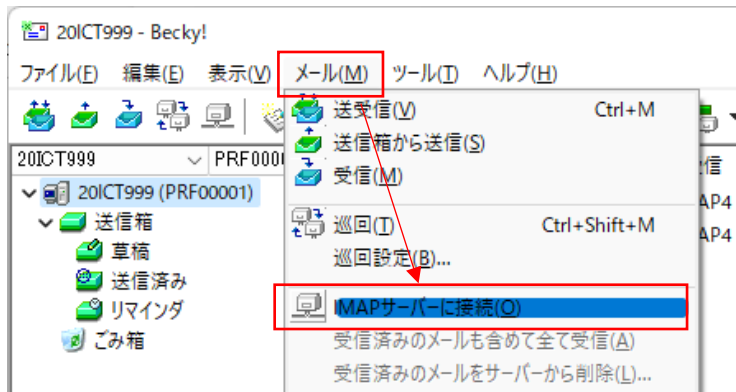 20ICT999 - Becky!
ファイル(F) 編集(E) 表示(V) メール(M) ツール(T) ヘルプ(H)
20ICT999 PRF000
20ICT999 (PRF00001)
送信箱
草稿
送信済み
リマインダ
ごみ箱
送受信(V) Ctrl+M
送信箱から送信(S)
受信(M)
巡回(T) Ctrl+Shift+M
巡回設定(B)...
IMAPサーバーに接続(O)
受信済みのメールも含めて全て受信(A)
受信済みのメールをサーバーから削除(L)...
信
AP4
AP4